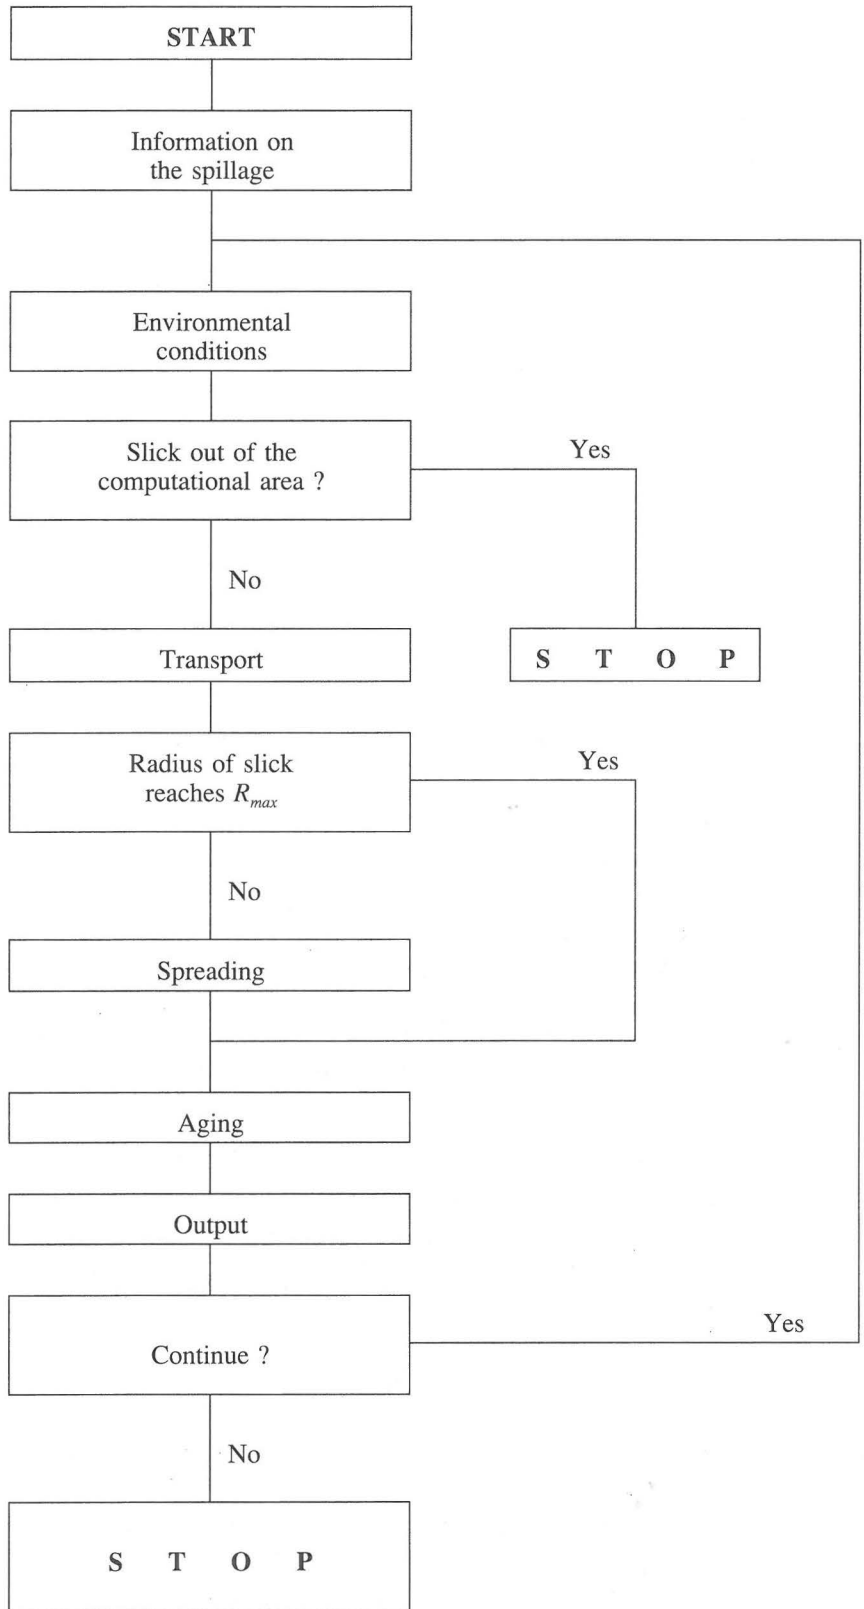 START
Information on
the spillage
Environmental
conditions
Slick out of the
computational area ?
Yes
No
Transport
S T O P
Radius of slick
reaches R_max
Yes
No
Spreading
Aging
Output
Continue ?
Yes
No
S T O P